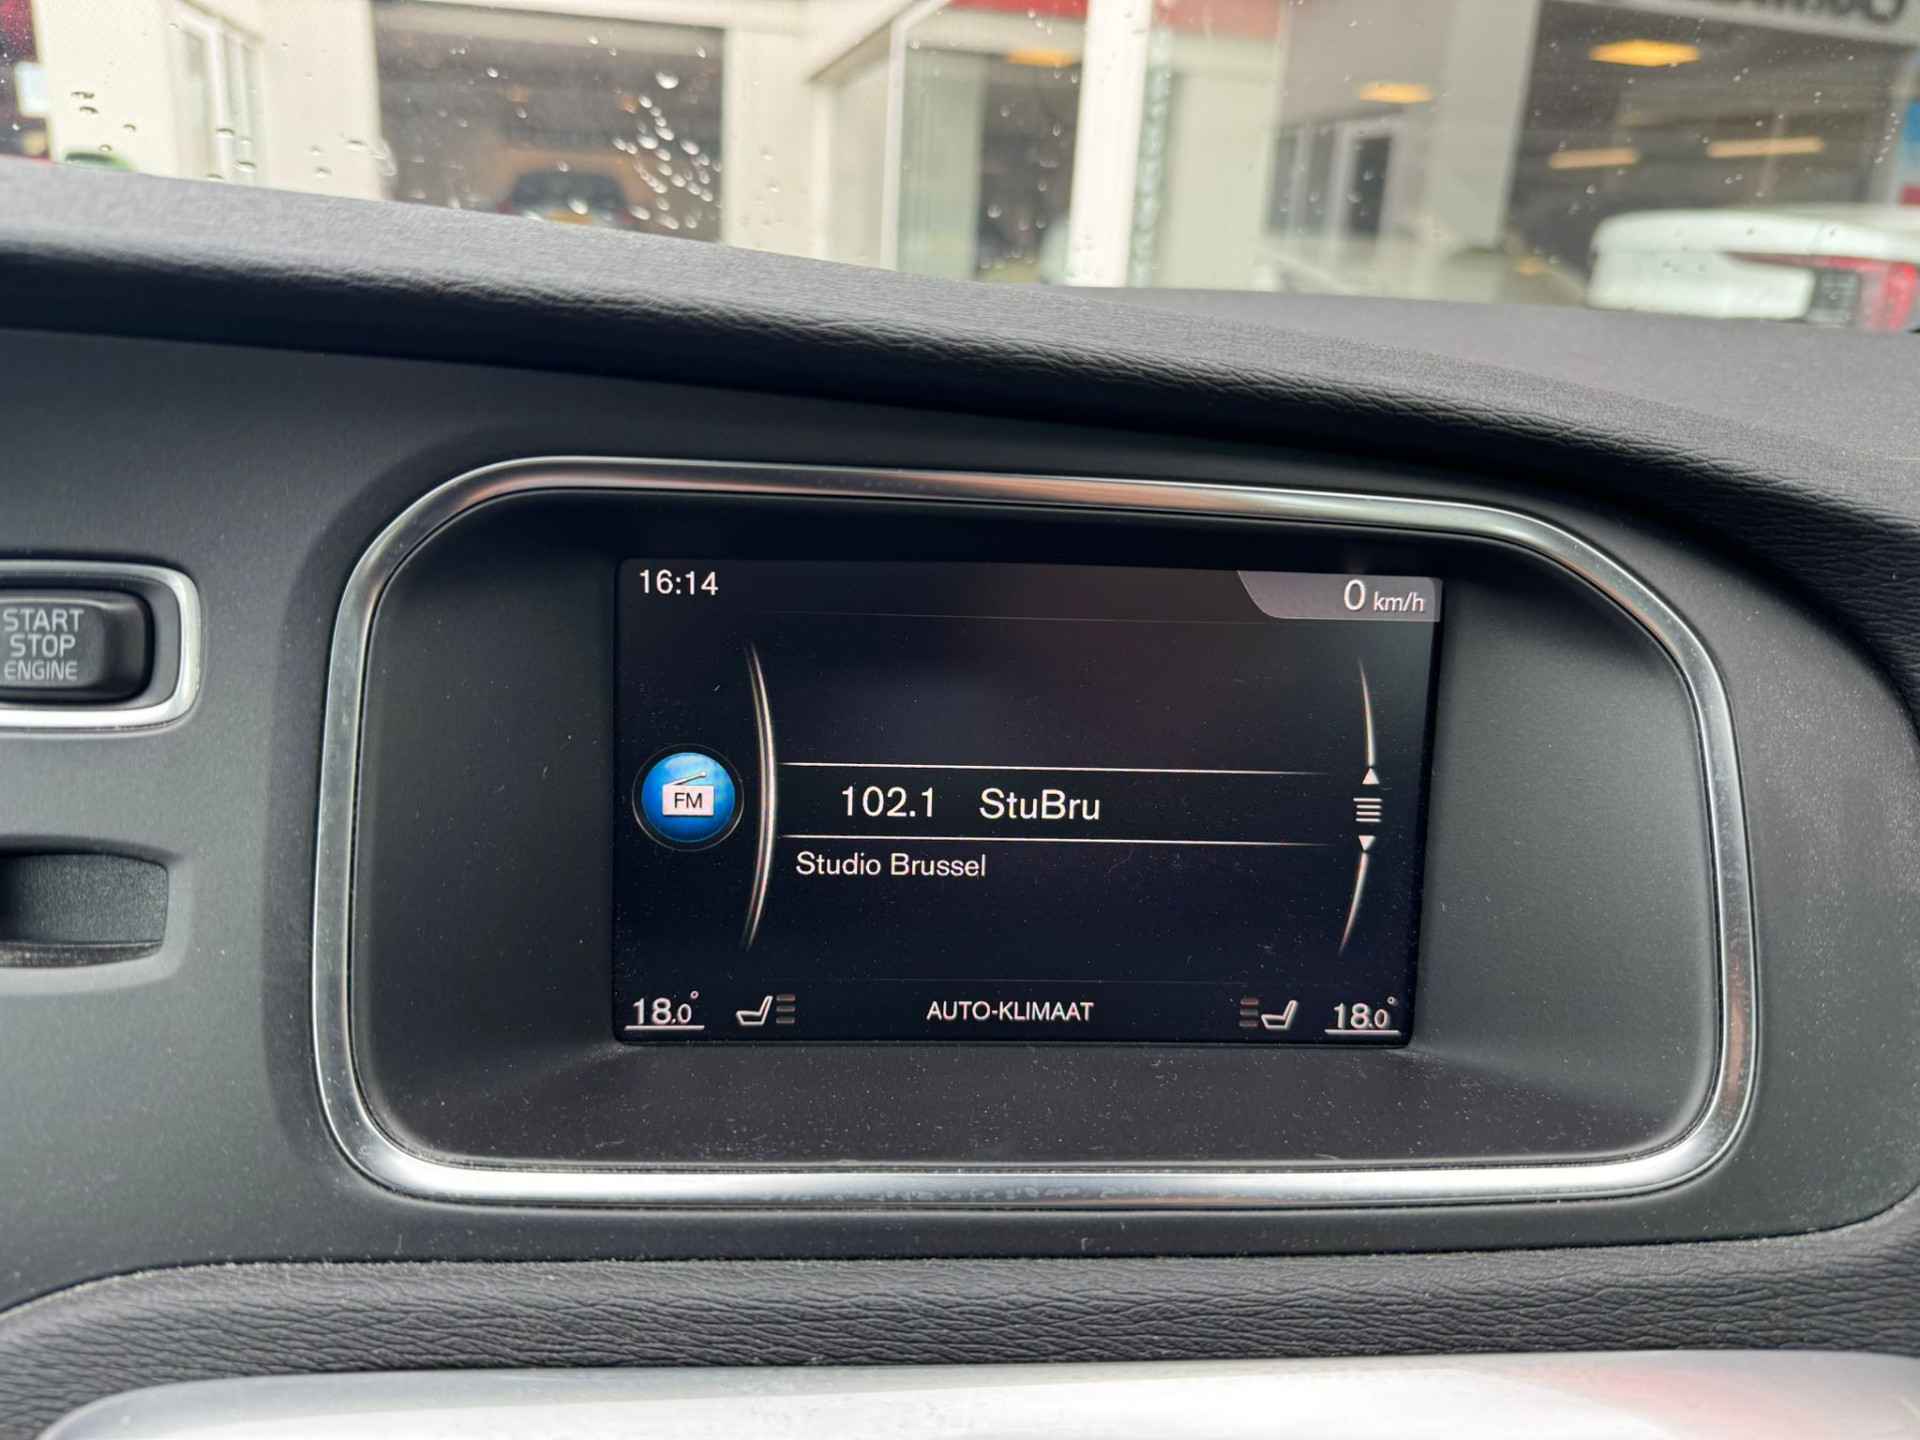 16:14
0 km/h
START
STOP
ENGINE
FM
102.1 StuBru
Studio Brussel
18.0° AUTO-KLIMAAT 18.0°